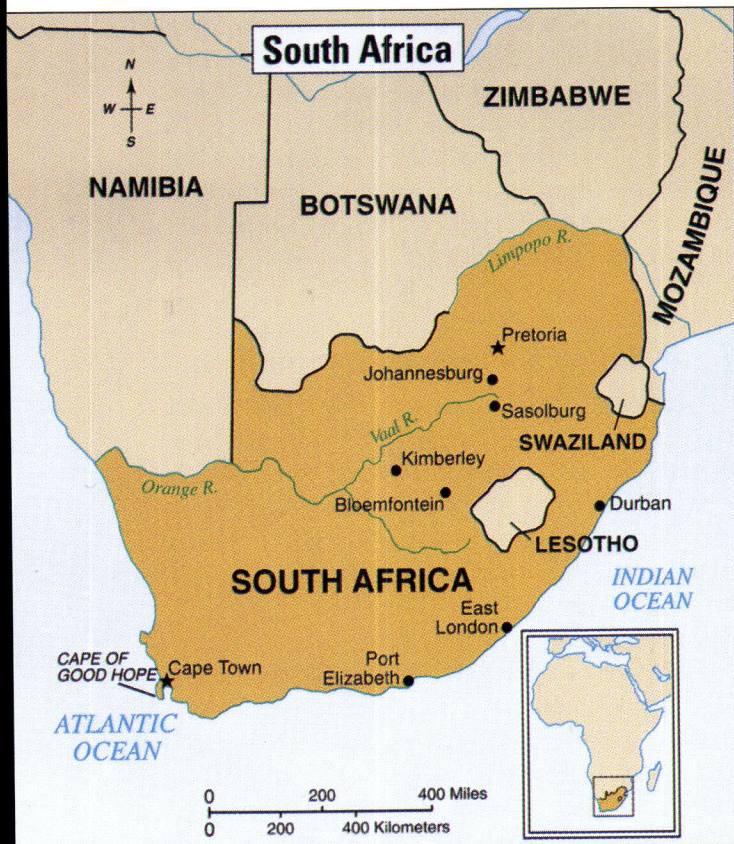 South Africa
N
W E
S
ZIMBABWE
NAMIBIA
BOTSWANA
MOZAMBIQUE
Limpopo R.
Pretoria
Johannesburg
Sasolburg
Vaal R.
SWAZILAND
Kimberley
Orange R.
Bloemfontein
Durban
LESOTHO
SOUTH AFRICA
INDIAN
OCEAN
East
London
CAPE OF
GOOD HOPE
Cape Town
Port
Elizabeth
ATLANTIC
OCEAN
0 200 400 Miles
0 200 400 Kilometers